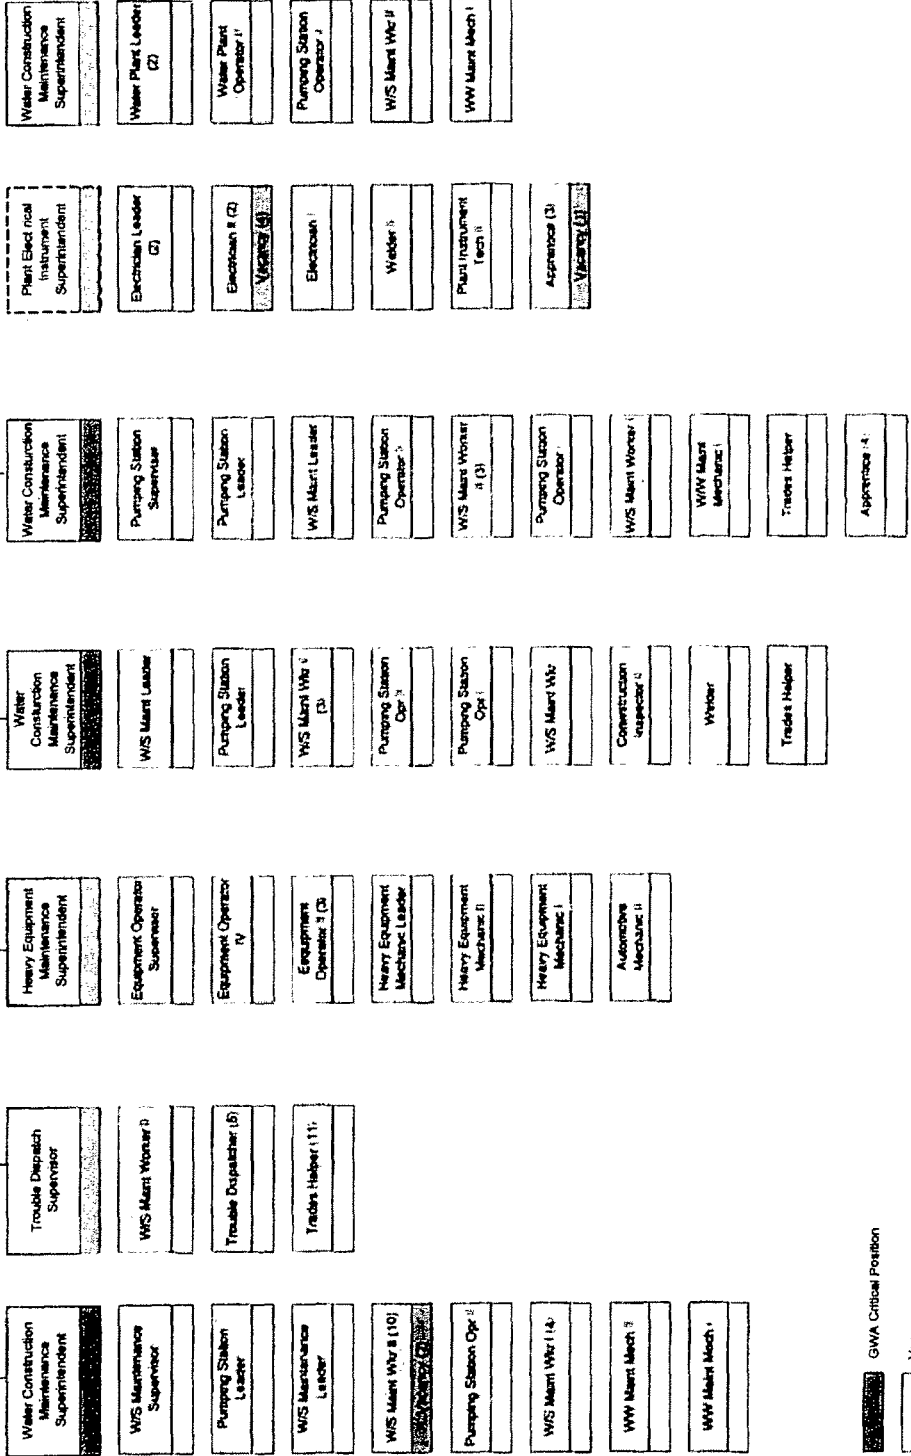 Water Construction
Maintenance
Superintendent
W/S Maintenance
Supervisor
Pumping Station
Leader
W/S Maintanance
Leader
W/S Maint Wkr II (10)
Vacancy (2)
Pumping Station Opr II
W/S Maint Wkr I (4)
WW Maint Mech II
WW Maint Mech I
Trouble Dispatch
Supervisor
W/S Maint Worker II
Trouble Dispatcher (5)
Trades Helper (11)
Heavy Equipment
Maintenance
Superintendent
Equipment Operator
Supervisor
Equipment Operator
IV
Eequipment
Operator II (3)
Heavy Equipment
Mechanic Leader
Heavy Equipment
Mechanic II
Heavy Equipment
Mechanic I
Automotive
Mechanic II
Water
Consturction
Maintenance
Superintendent
W/S Maint Leader
Pumping Station
Leader
W/S Maint Wkr II
(3)
Pumping Station
Opr II
Pumping Station
Opr I
W/S Maint Wkr
Construction
Inspector II
Welder
Trades Helper
Water Consturction
Maintenance
Superintendent
Pumping Station
Supervisor
Pumping Station
Leader
W/S Maint Leader
Pumping Station
Operator II
W/S Maint Worker
II (3)
Pumping Station
Operator I
W/S Maint Worker I
W/W Maint
Mechanic I
Trades Helper
Apprentice (4)
Plant Electrical
Instrument
Superintendent
Electrician Leader
(2)
Electrician II (2)
Vacancy (4)
Electrician I
Welder II
Plant Instrument
Tech II
Apprentice (3)
Vacancy
Water Construction
Maintenance
Superintendent
Water Plant Leader
(2)
Water Plant
Operator II
Pumping Station
Operator II
W/S Maint Wkr II
WW Maint Mech I
GWA Critical Position